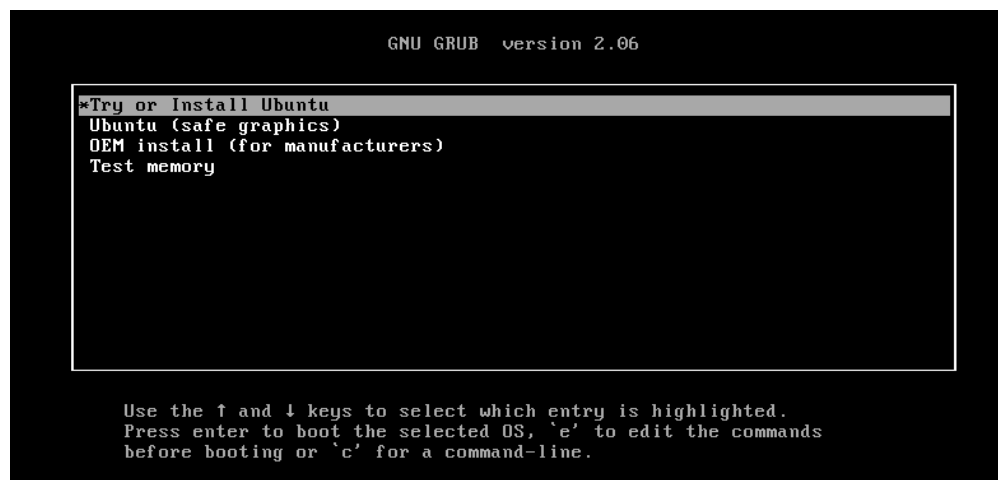 GNU GRUB  version 2.06
*Try or Install Ubuntu
Ubuntu (safe graphics)
OEM install (for manufacturers)
Test memory
Use the ↑ and ↓ keys to select which entry is highlighted.
Press enter to boot the selected OS, `e' to edit the commands
before booting or `c' for a command-line.